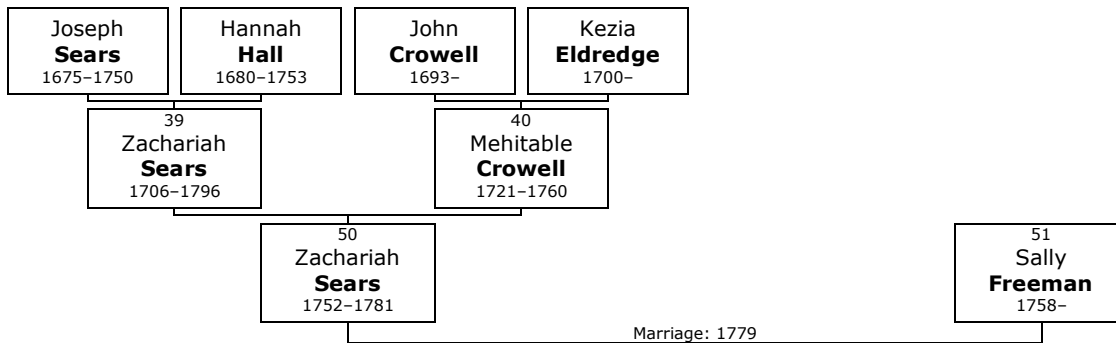 Joseph
Sears
1675–1750
Hannah
Hall
1680–1753
John
Crowell
1693–
Kezia
Eldredge
1700–
39
Zachariah
Sears
1706–1796
40
Mehitable
Crowell
1721–1760
50
Zachariah
Sears
1752–1781
51
Sally
Freeman
1758–
Marriage: 1779